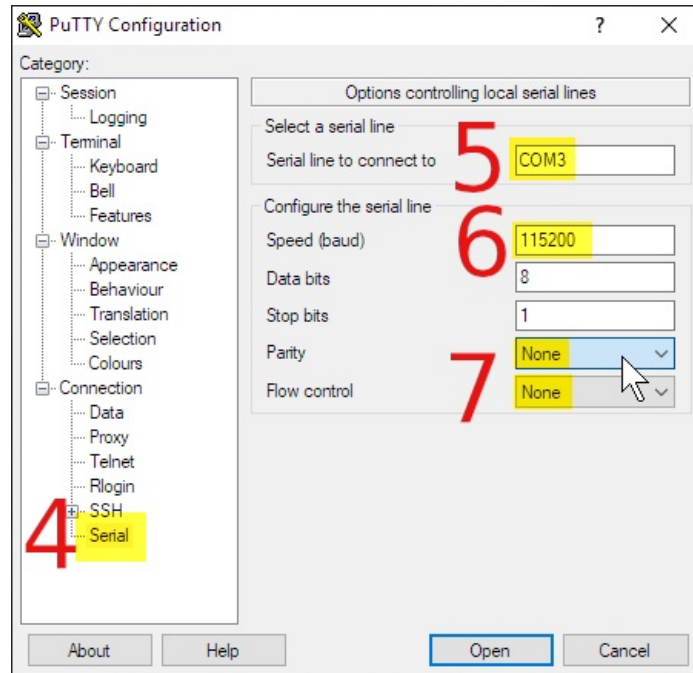 PuTTY Configuration
?
Category:
Session
Logging
Terminal
Keyboard
Bell
Features
Window
Appearance
Behaviour
Translation
Selection
Colours
Connection
Data
Proxy
Telnet
Rlogin
SSH
Serial
4
Options controlling local serial lines
Select a serial line
Serial line to connect to 5 COM3
Configure the serial line
Speed (baud) 6 115200
Data bits 8
Stop bits 1
Parity None
7
Flow control None
About Help Open Cancel